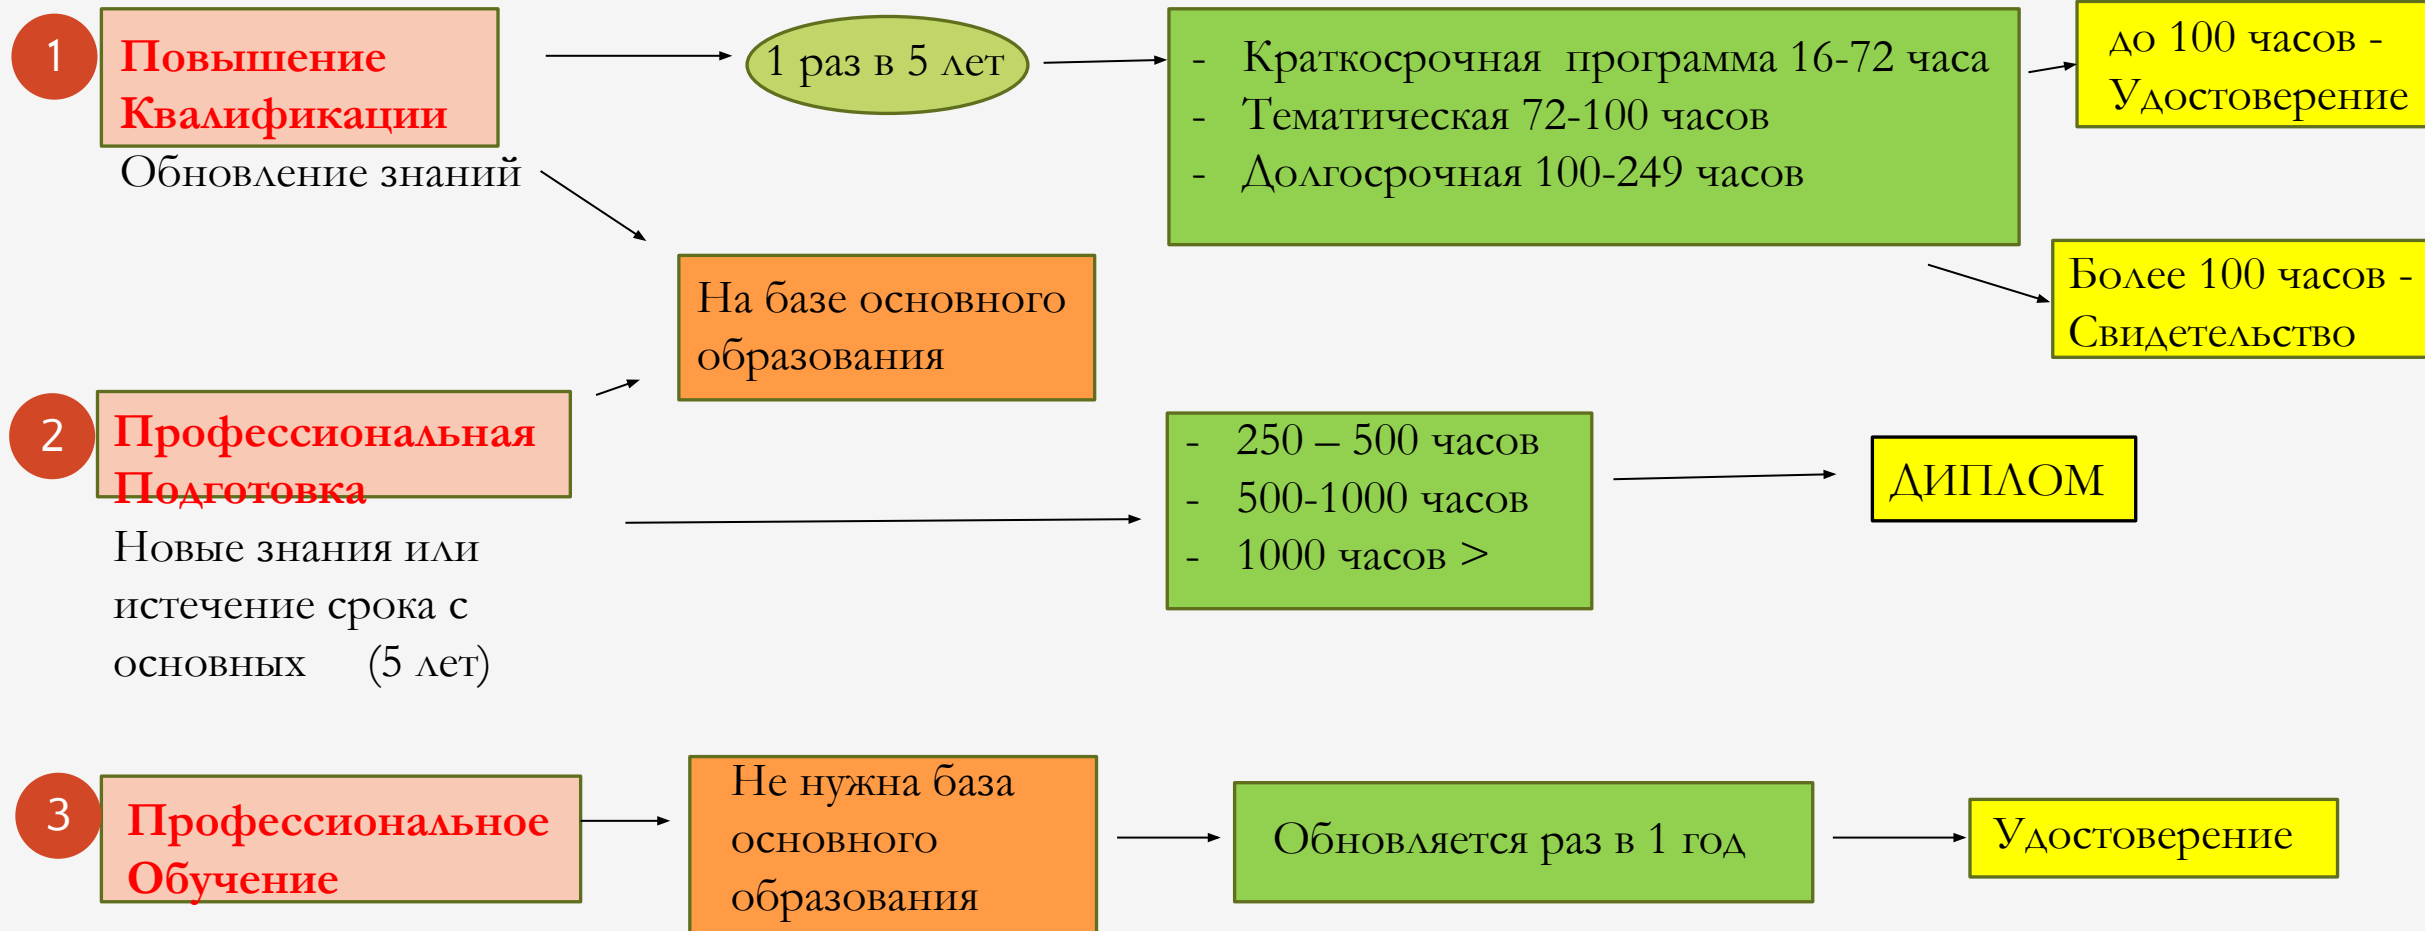 1
Повышение
Квалификации
Обновление знаний
1 раз в 5 лет
- Краткосрочная программа 16-72 часа
- Тематическая 72-100 часов
- Долгосрочная 100-249 часов
до 100 часов -
Удостоверение
Более 100 часов -
Свидетельство
На базе основного
образования
2
Профессиональная
Подготовка
Новые знания или
истечение срока с
основных (5 лет)
- 250 – 500 часов
- 500-1000 часов
- 1000 часов >
ДИПЛОМ
3
Профессиональное
Обучение
Не нужна база
основного
образования
Обновляется раз в 1 год
Удостоверение